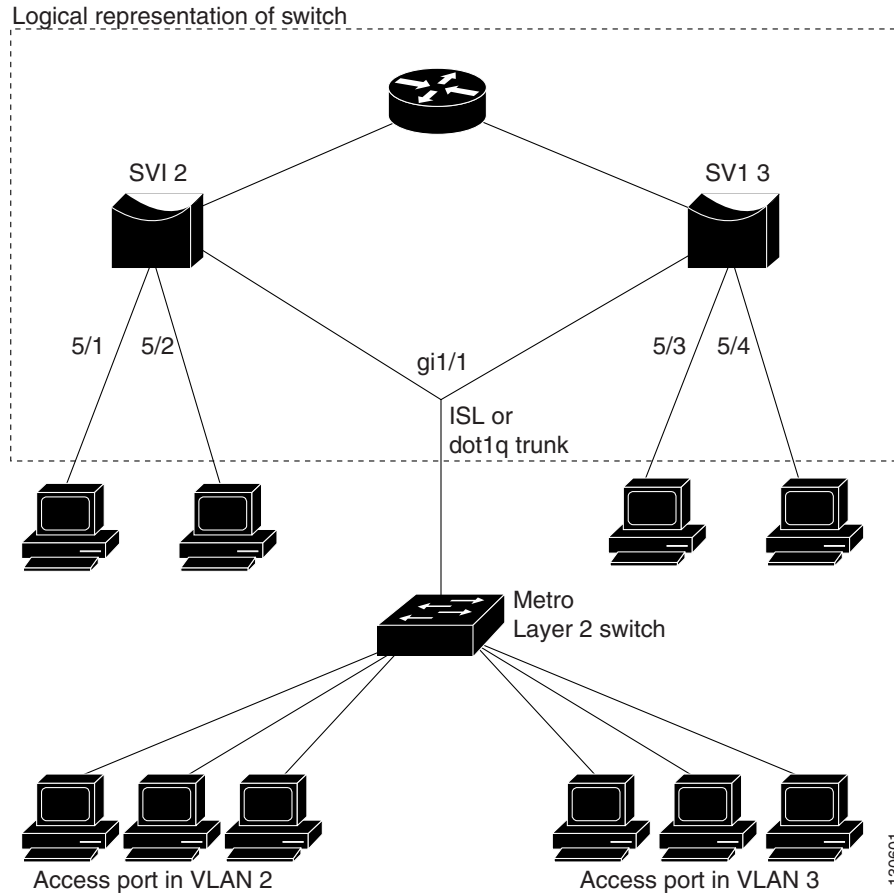 Logical representation of switch
SVI 2
SV1 3
5/1
5/2
gi1/1
5/3
5/4
ISL or
dot1q trunk
Metro
Layer 2 switch
Access port in VLAN 2
Access port in VLAN 3